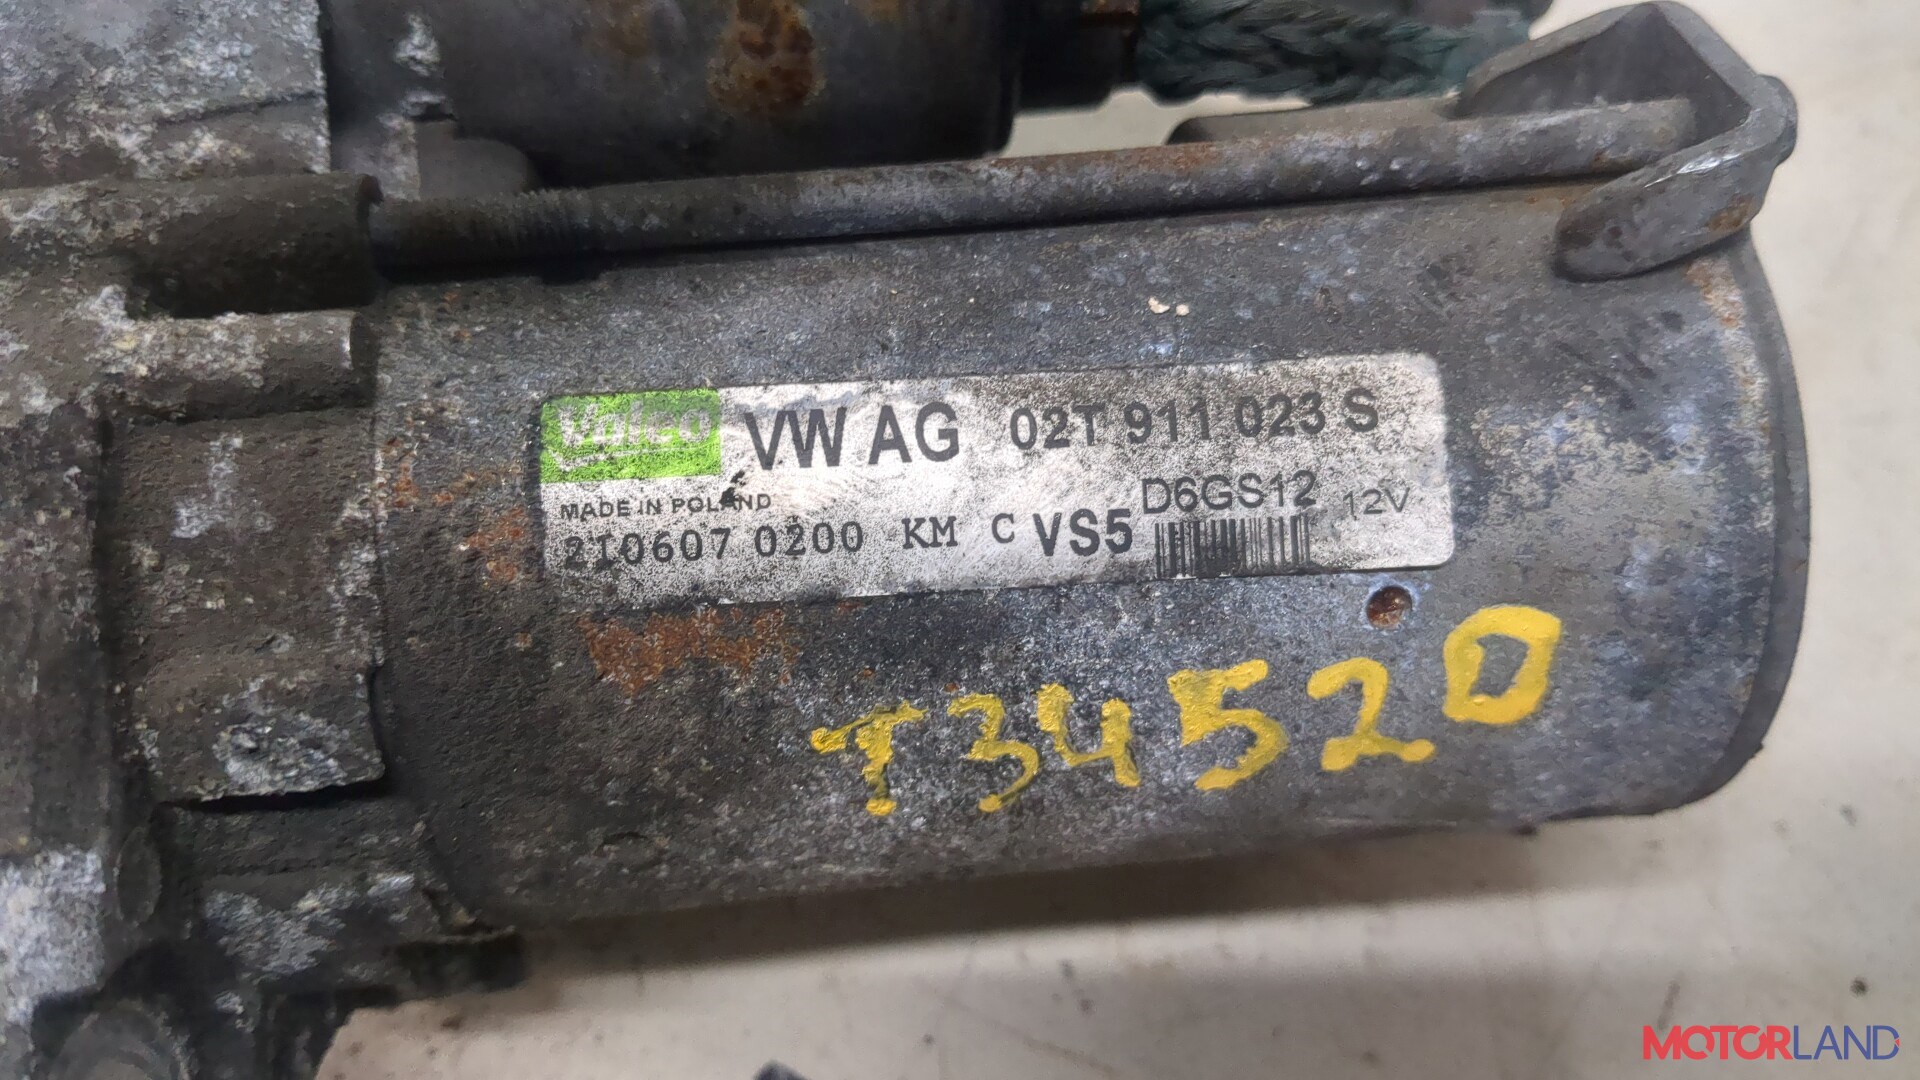 Valeo VW AG 02T 911 023 S
MADE IN POLAND D6GS12 12V
210607 0200 KM C VS5
T34520
MOTORLAND